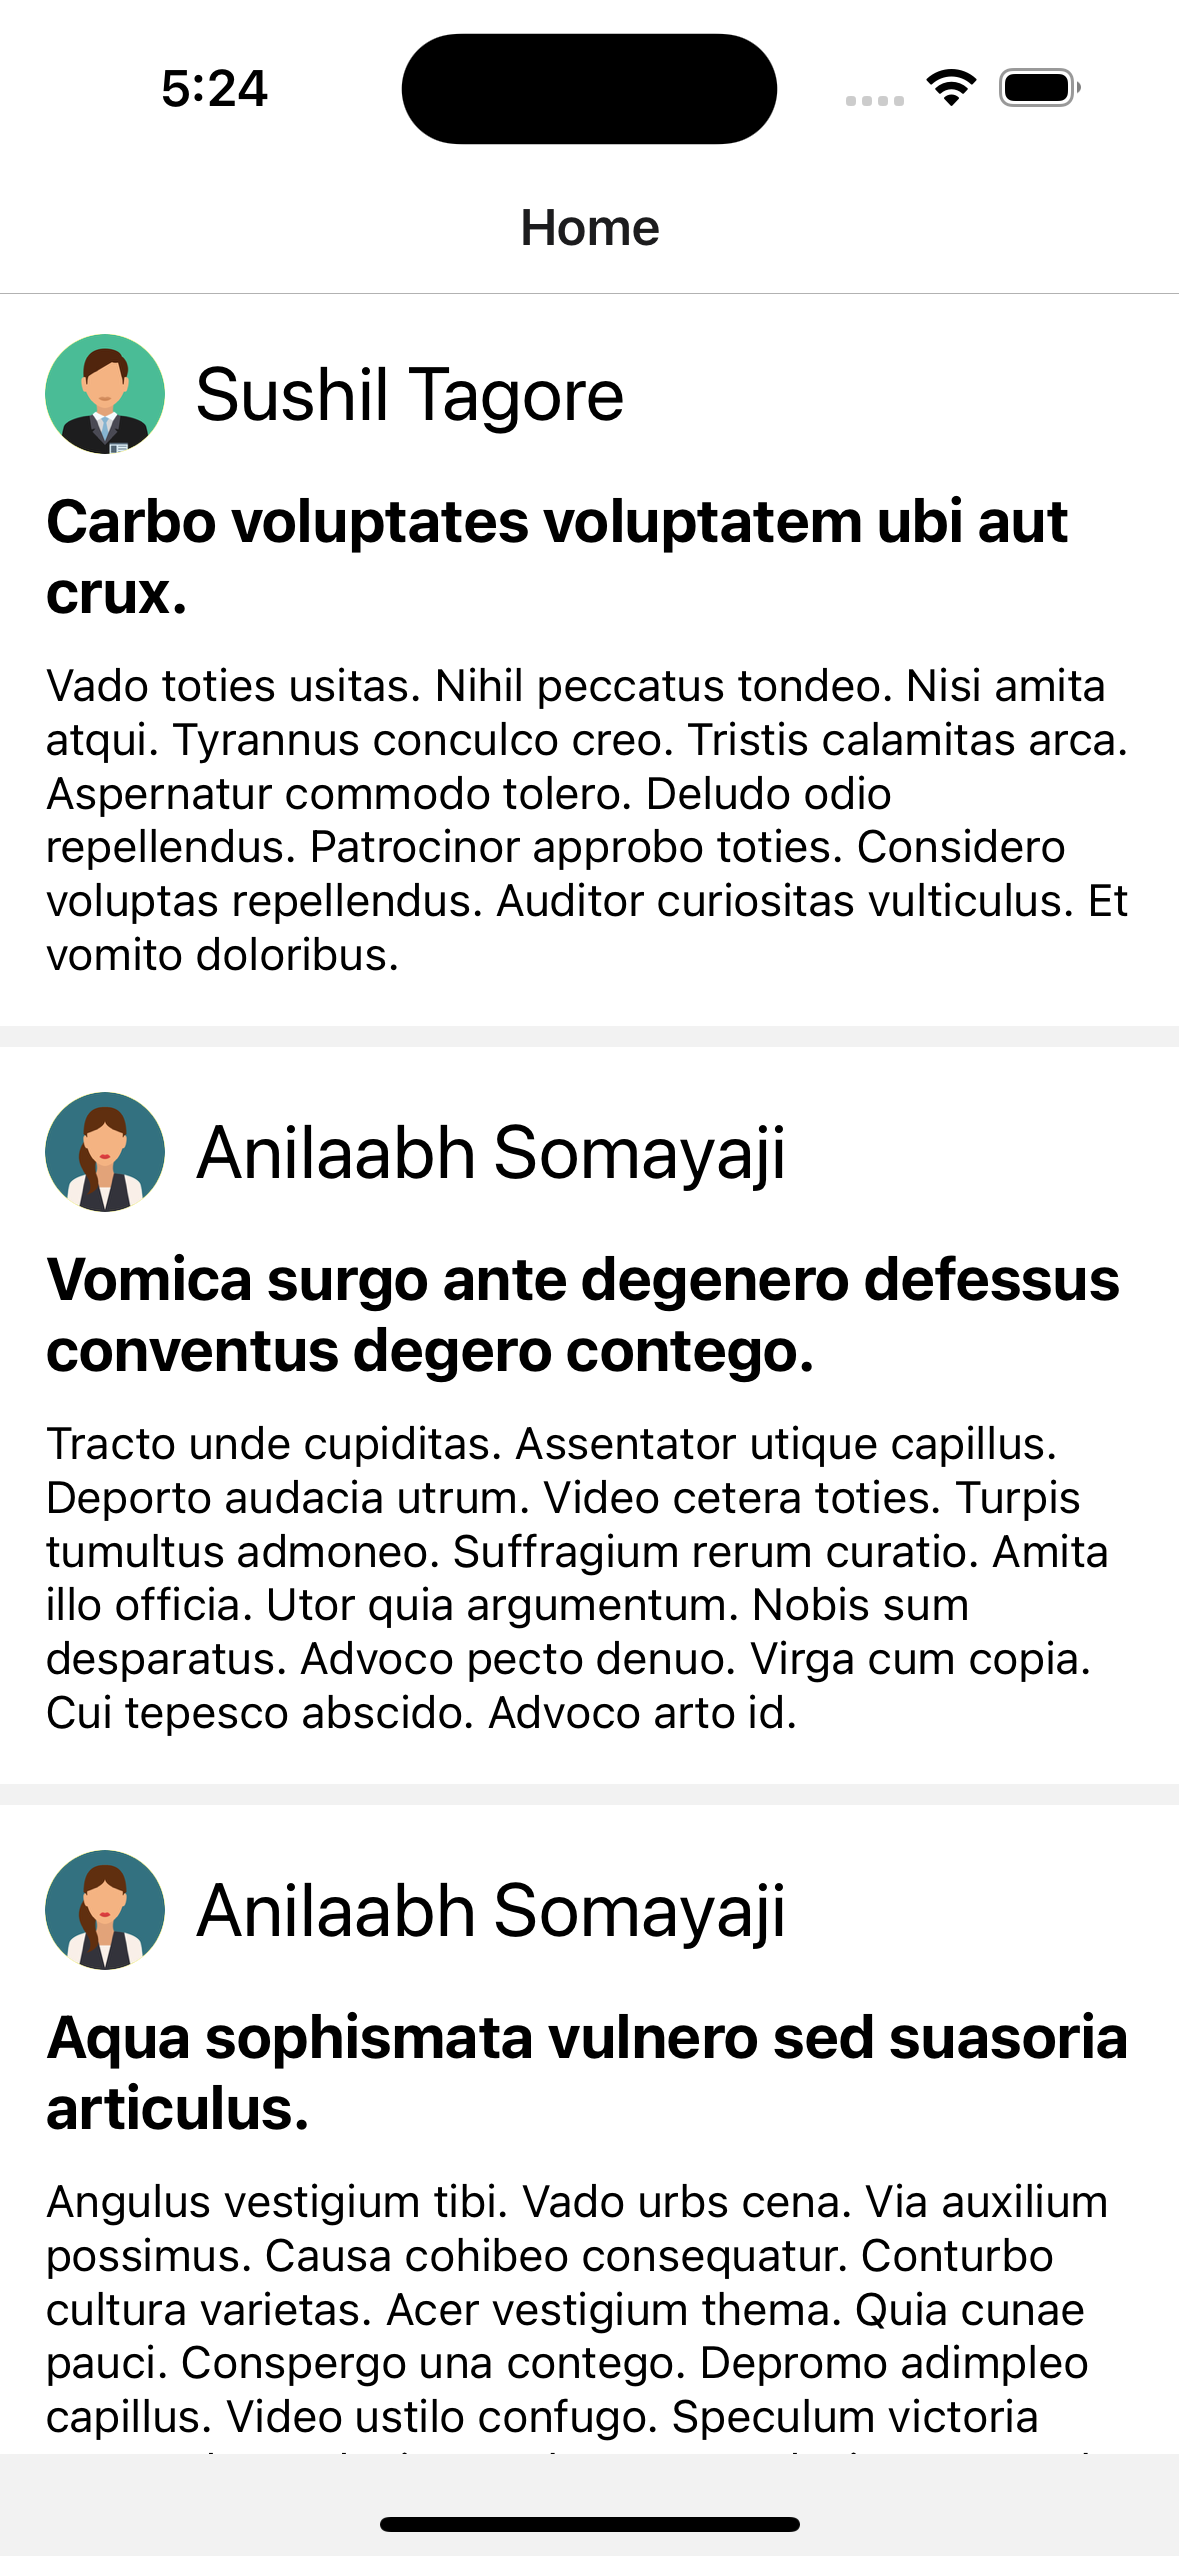 5:24
Home
Sushil Tagore
Carbo voluptates voluptatem ubi aut
crux.
Vado toties usitas. Nihil peccatus tondeo. Nisi amita
atqui. Tyrannus conculco creo. Tristis calamitas arca.
Aspernatur commodo tolero. Deludo odio
repellendus. Patrocinor approbo toties. Considero
voluptas repellendus. Auditor curiositas vulticulus. Et
vomito doloribus.
Anilaabh Somayaji
Vomica surgo ante degenero defessus
conventus degero contego.
Tracto unde cupiditas. Assentator utique capillus.
Deporto audacia utrum. Video cetera toties. Turpis
tumultus admoneo. Suffragium rerum curatio. Amita
illo officia. Utor quia argumentum. Nobis sum
desparatus. Advoco pecto denuo. Virga cum copia.
Cui tepesco abscido. Advoco arto id.
Anilaabh Somayaji
Aqua sophismata vulnero sed suasoria
articulus.
Angulus vestigium tibi. Vado urbs cena. Via auxilium
possimus. Causa cohibeo consequatur. Conturbo
cultura varietas. Acer vestigium thema. Quia cunae
pauci. Conspergo una contego. Depromo adimpleo
capillus. Video ustilo confugo. Speculum victoria